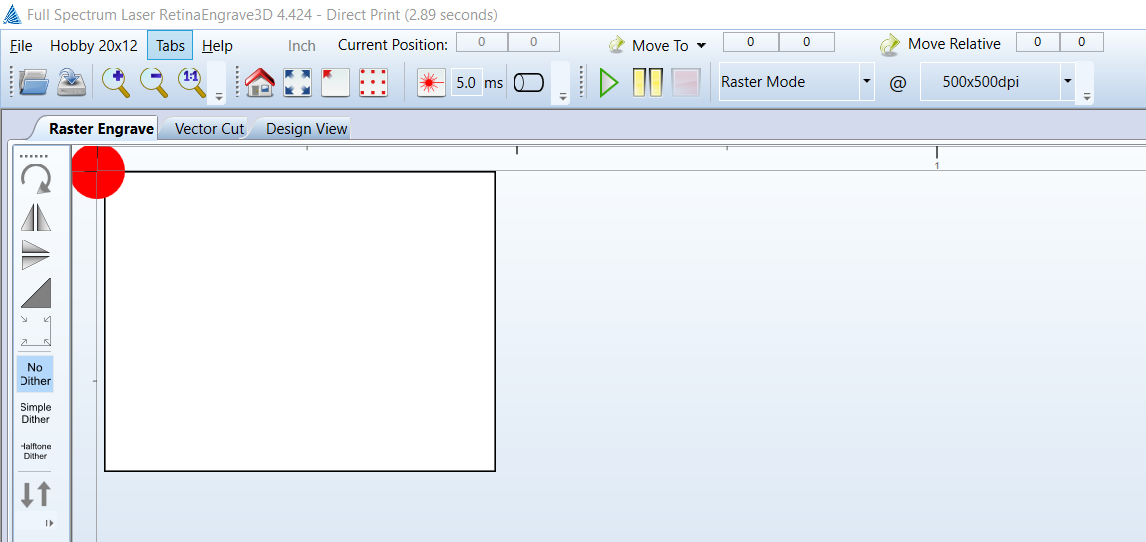 Full Spectrum Laser RetinaEngrave3D 4.424 - Direct Print (2.89 seconds)
File Hobby 20x12 Tabs Help Inch Current Position: 0 0 Move To 0 0 Move Relative 0 0
1:1 5.0 ms Raster Mode @ 500x500dpi
Raster Engrave Vector Cut Design View
1
No
Dither
Simple
Dither
Halftone
Dither